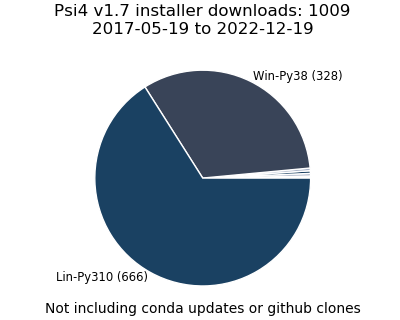 Psi4 v1.7 installer downloads: 1009
2017-05-19 to 2022-12-19
Win-Py38 (328)
Lin-Py310 (666)
Not including conda updates or github clones